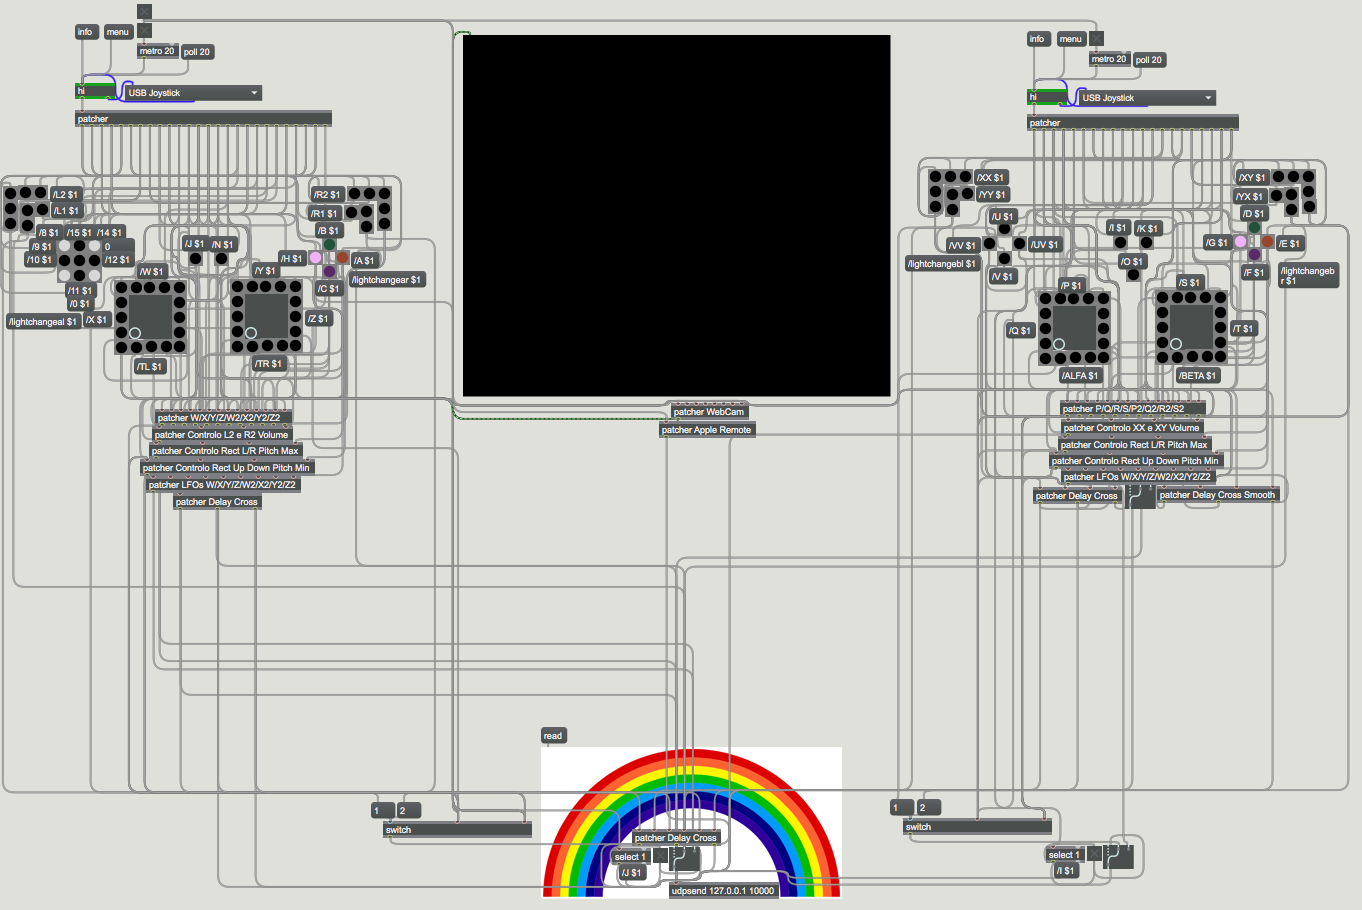 info
menu
metro 20
poll 20
hi
USB Joystick
patcher
/L2 $1
/L1 $1
/8 $1
/15 $1
/14 $1
/9 $1
0
/10 $1
/12 $1
/11 $1
/0 $1
/lightchangeal $1
/X $1
/W $1
/J $1
/N $1
/Y $1
/R2 $1
/R1 $1
/B $1
/H $1
/A $1
/C $1
/lightchangear $1
/Z $1
/TL $1
/TR $1
patcher W/X/Y/Z/W2/X2/Y2/Z2
patcher Controlo L2 e R2 Volume
patcher Controlo Rect L/R Pitch Max
patcher Controlo Rect Up Down Pitch Min
patcher LFOs W/X/Y/Z/W2/X2/Y2/Z2
patcher Delay Cross
patcher WebCam
patcher Apple Remote
info
menu
metro 20
poll 20
hi
USB Joystick
patcher
/XX $1
/YY $1
/U $1
/VV $1
/UV $1
/lightchangebl $1
/V $1
/I $1
/K $1
/O $1
/XY $1
/YX $1
/D $1
/G $1
/E $1
/F $1
/lightchangeb
r $1
/P $1
/S $1
/Q $1
/T $1
/ALFA $1
/BETA $1
patcher P/Q/R/S/P2/Q2/R2/S2
patcher Controlo XX e XY Volume
patcher Controlo Rect L/R Pitch Max
patcher Controlo Rect Up Down Pitch Min
patcher LFOs W/X/Y/Z/W2/X2/Y2/Z2
patcher Delay Cross
patcher Delay Cross Smooth
read
1
2
switch
patcher Delay Cross
select 1
/J $1
udpsend 127.0.0.1 10000
1
2
switch
select 1
/I $1